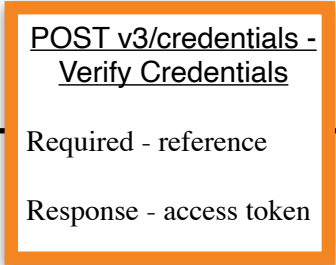 POST v3/credentials -
Verify Credentials
Required - reference
Response - access token